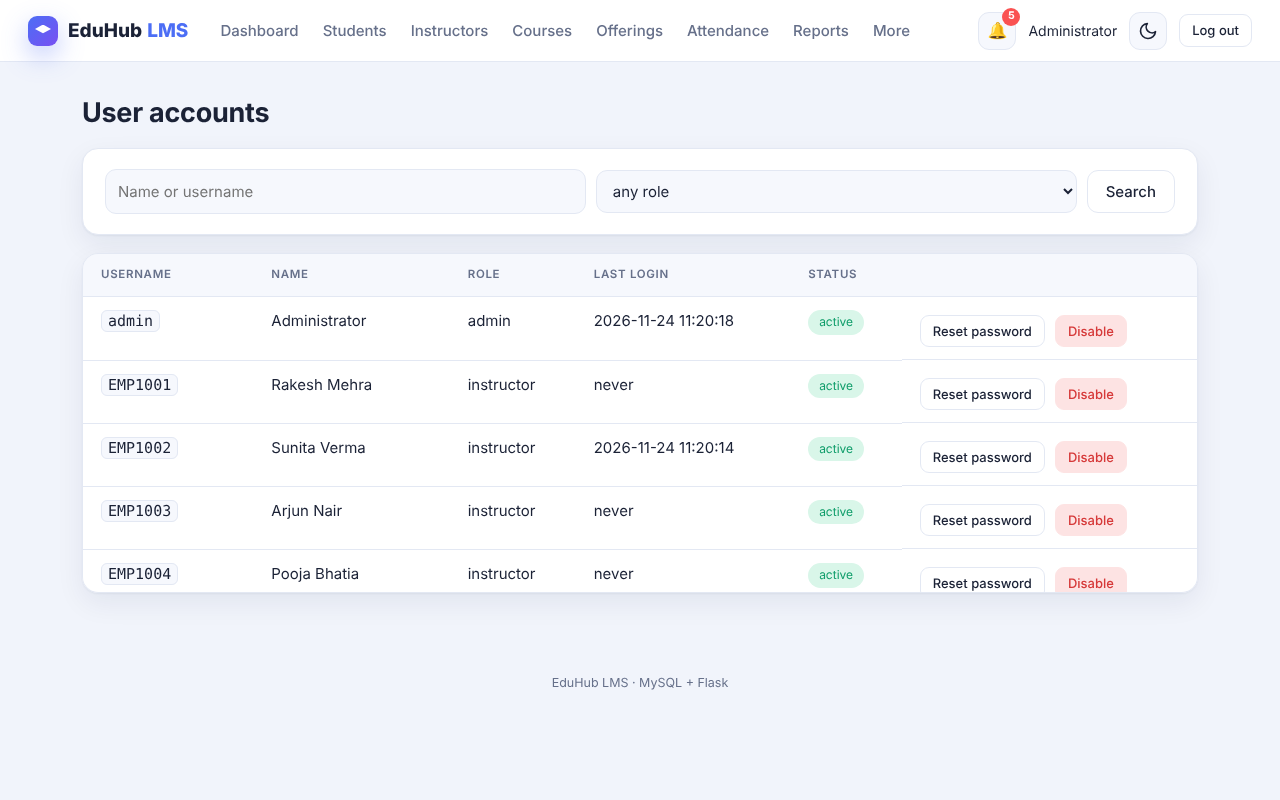 EduHub LMS Dashboard Students Instructors Courses Offerings Attendance Reports More 5 Administrator Log out
User accounts
Name or username any role Search
USERNAME NAME ROLE LAST LOGIN STATUS
admin Administrator admin 2026-11-24 11:20:18 active Reset password Disable
EMP1001 Rakesh Mehra instructor never active Reset password Disable
EMP1002 Sunita Verma instructor 2026-11-24 11:20:14 active Reset password Disable
EMP1003 Arjun Nair instructor never active Reset password Disable
EMP1004 Pooja Bhatia instructor never active Reset password Disable
EduHub LMS · MySQL + Flask